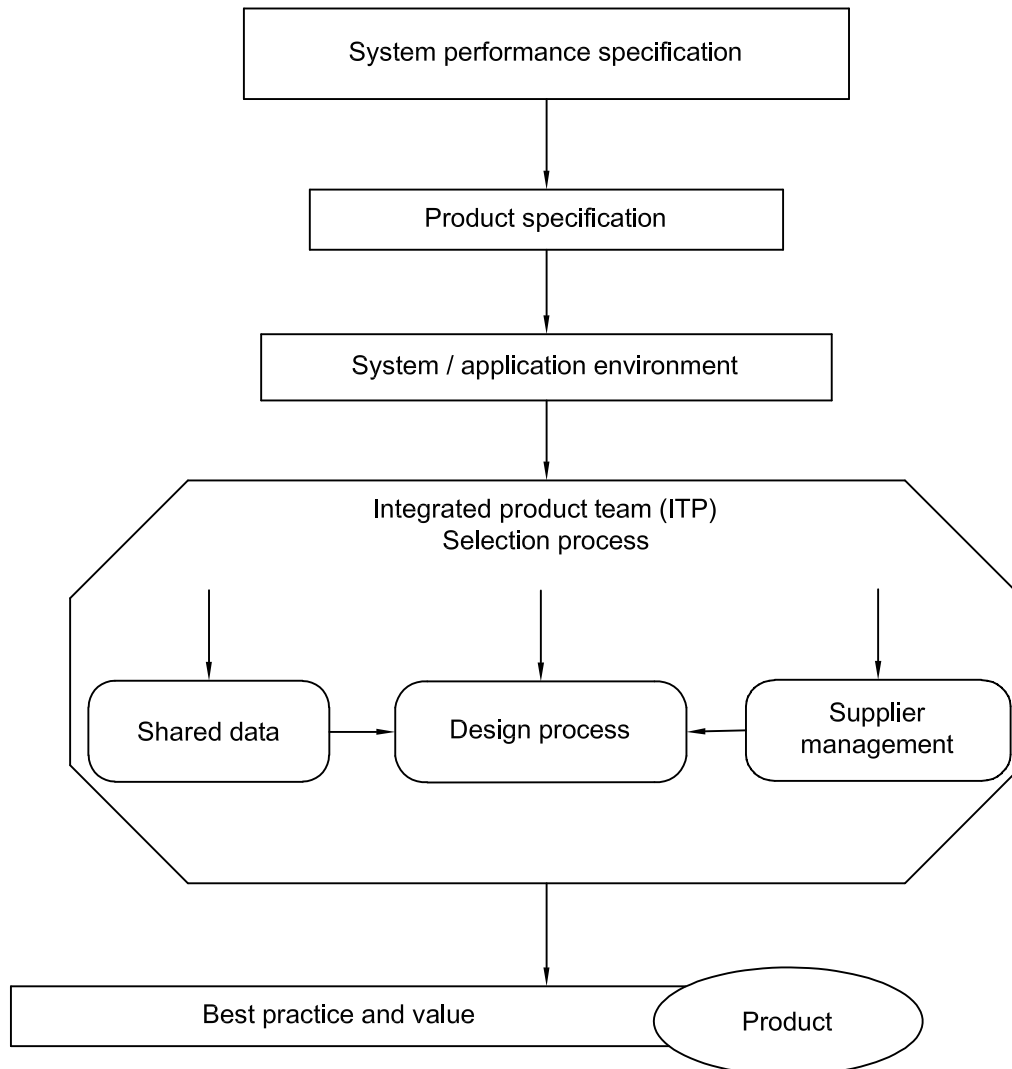 System performance specification
Product specification
System / application environment
Integrated product team (ITP)
Selection process
Shared data
Design process
Supplier
management
Best practice and value
Product